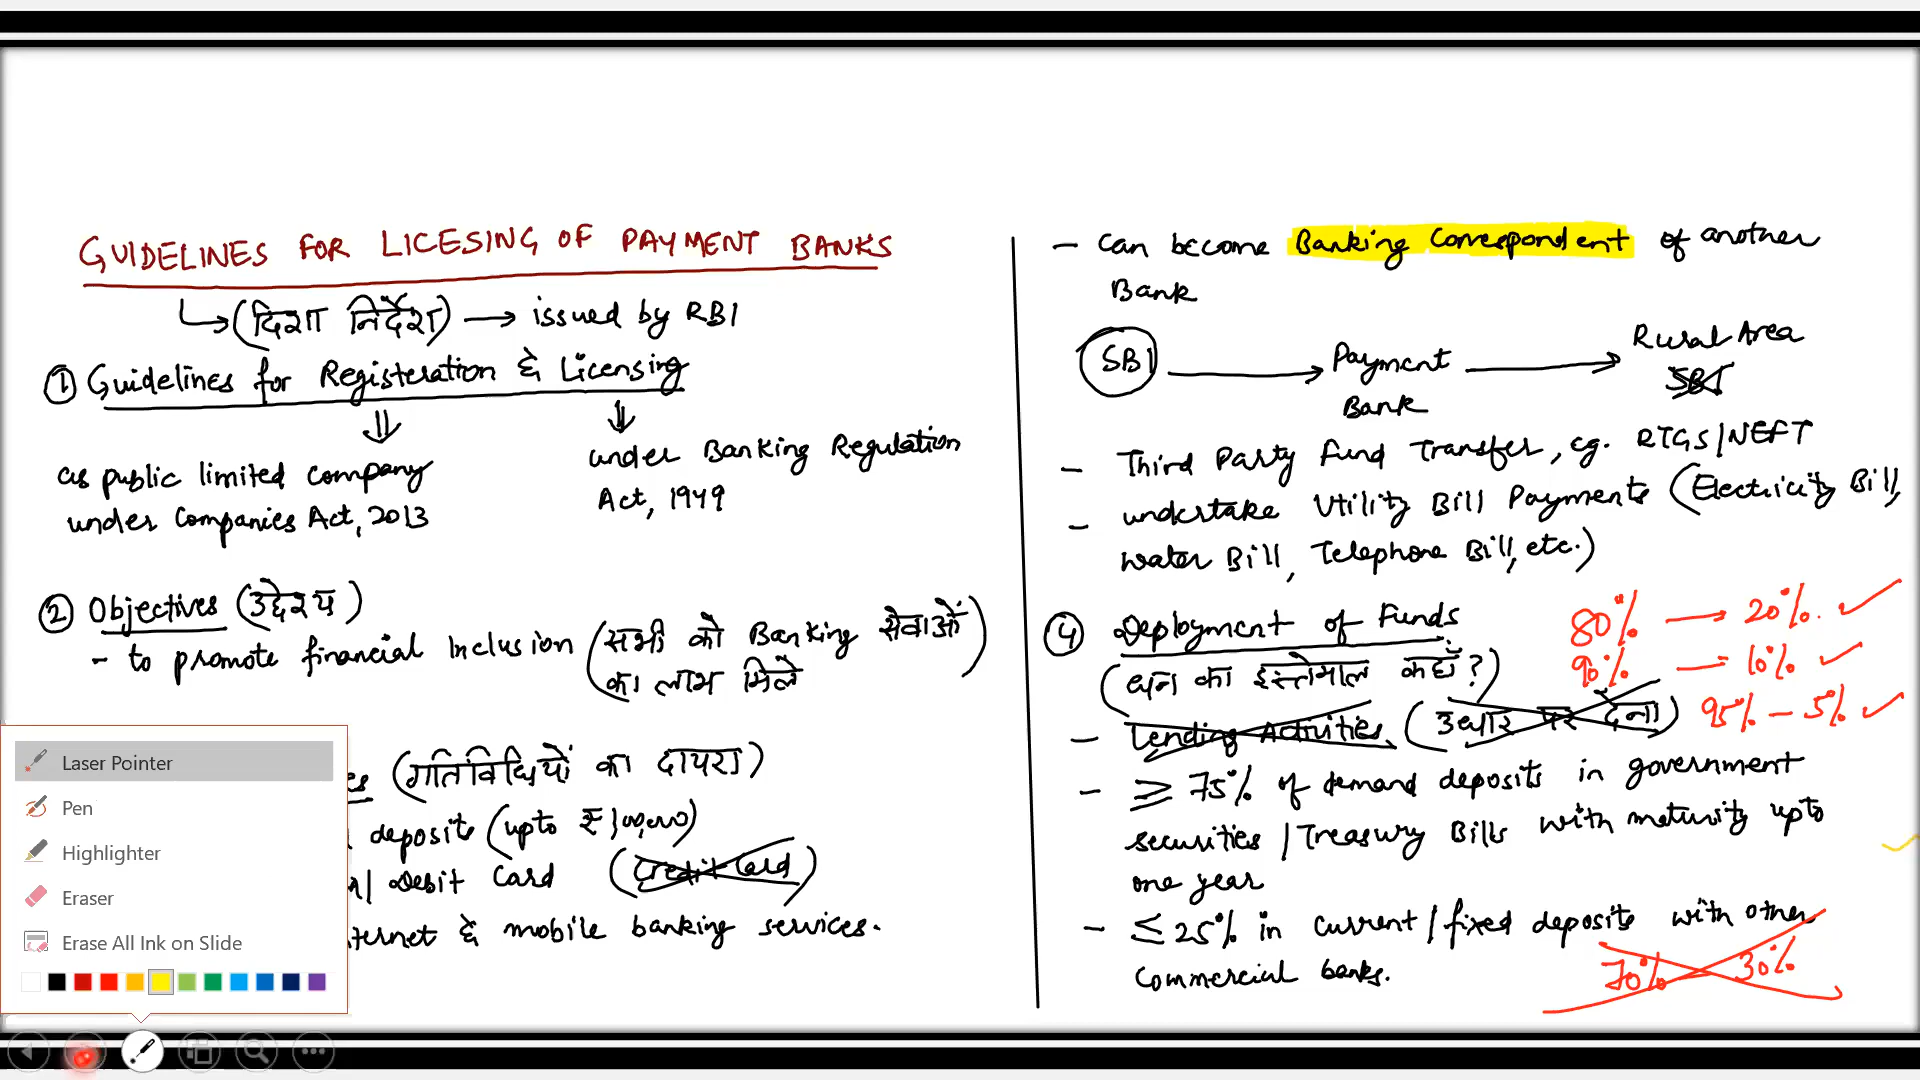 GUIDELINES FOR LICESING OF PAYMENT BANKS
(दिशा निर्देश) → issued by RBI
① Guidelines for Registeration & Licensing
as public limited company
under Companies Act, 2013
under Banking Regulation
Act, 1949
② Objectives (उद्देश्य)
- to promote financial Inclusion (सभी को Banking सेवाओं
का लाभ मिले)
(गतिविधियों का दायरा)
deposits (upto ₹1,00,000)
/ Debit Card (Credit Card)
ternet & mobile banking services.
Laser Pointer
Pen
Highlighter
Eraser
Erase All Ink on Slide
- can become Banking Correspondent of another
Bank
SBI → Payment Bank → Rural Area
SBI
- Third Party Fund Transfer, eg. RTGS/NEFT
- undertake Utility Bill Payments (Electricity Bill,
Water Bill, Telephone Bill, etc.)
④ Deployment of Funds
(धन का इस्तेमाल कहाँ?)
- Lending Activities (उधार पर देना)
80% → 20%.
90% - 10%
95% - 5%
- ≥ 75% of demand deposits in government
securities / Treasury Bills with maturity upto
one year
- ≤ 25% in current / fixed deposits with other
commercial banks.
70% 30%